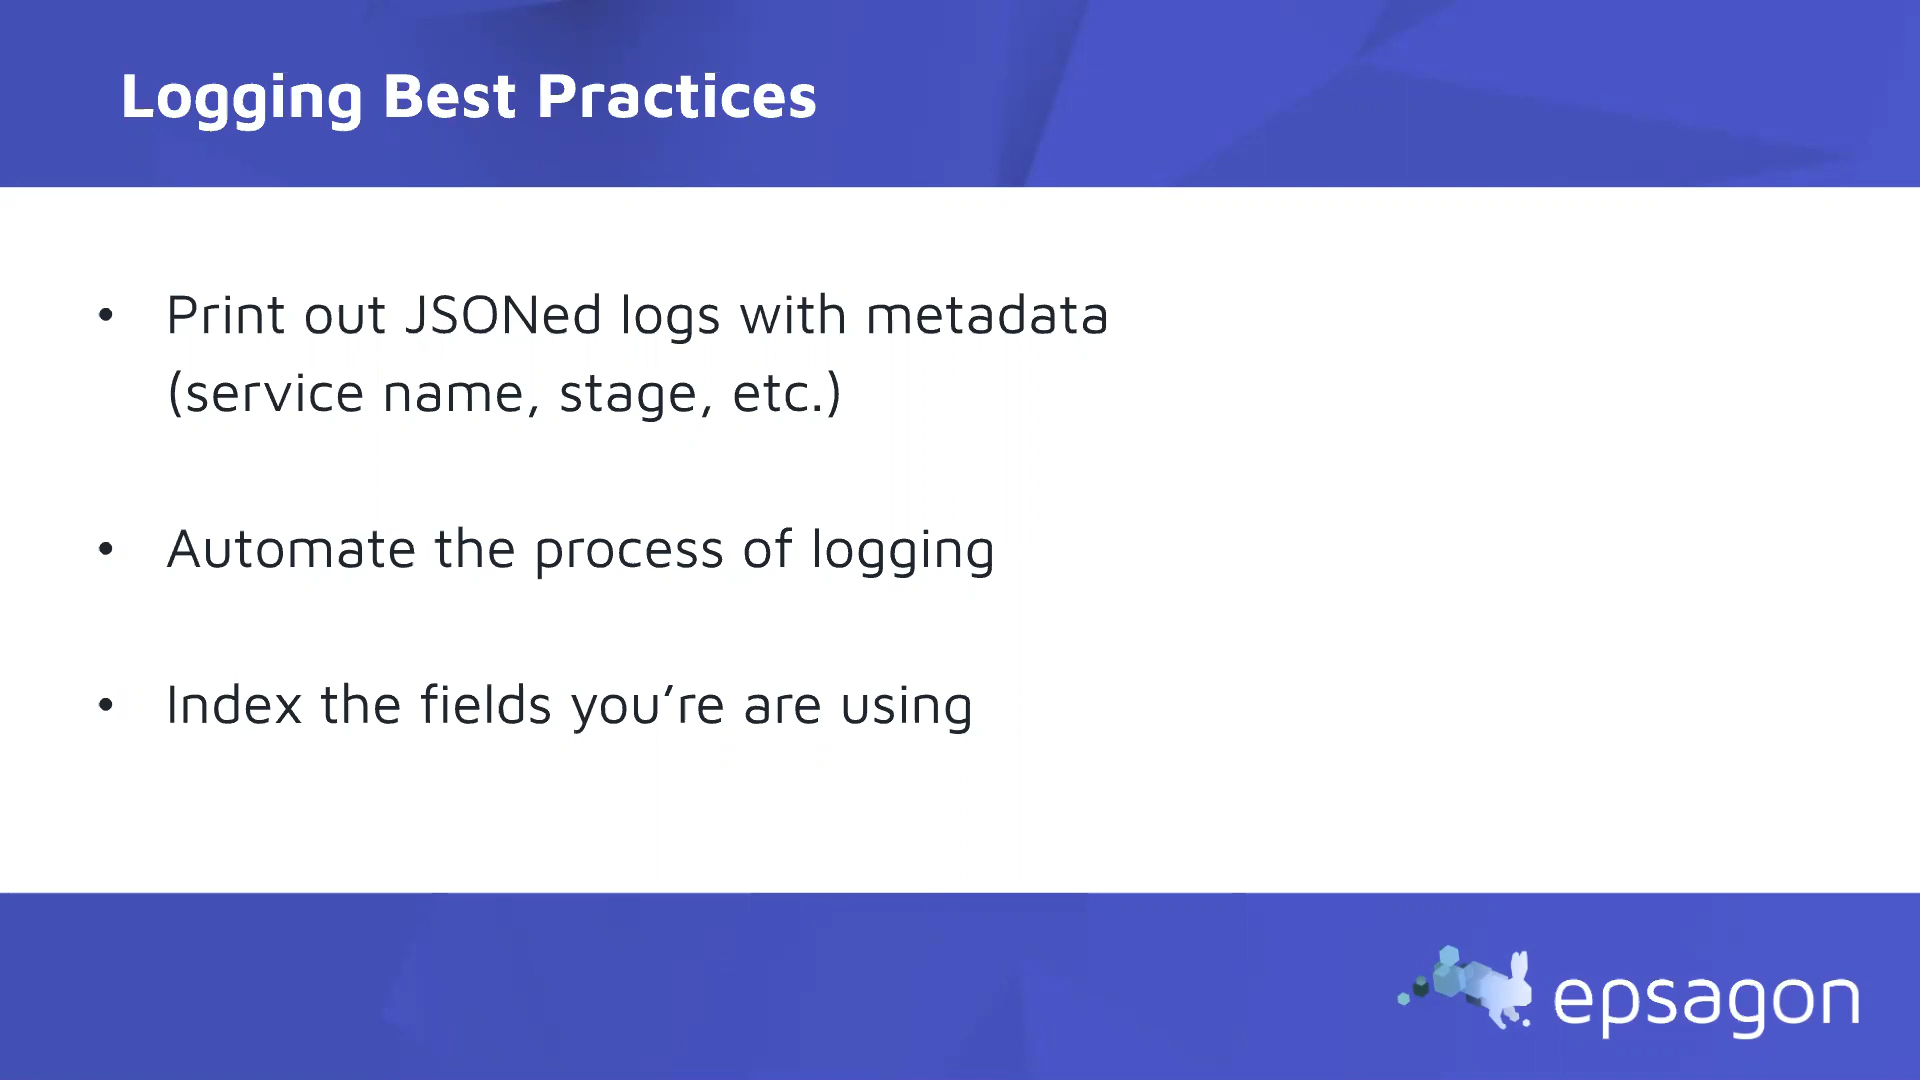 Logging Best Practices
• Print out JSONed logs with metadata
(service name, stage, etc.)
• Automate the process of logging
• Index the fields you’re are using
epsagon